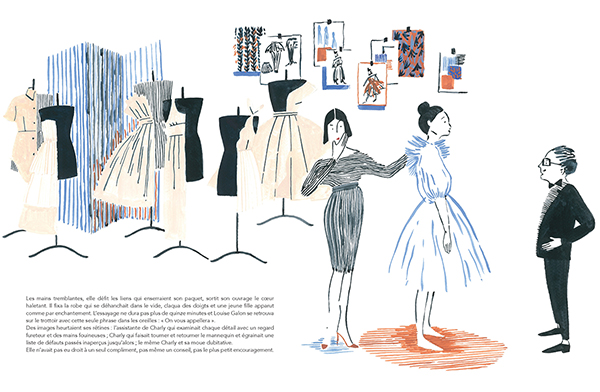 Les mains tremblantes, elle défit les liens qui enserraient son paquet, sortit son ouvrage le cœur
haletant. Il fixa la robe qui se déhanchait dans le vide, claqua des doigts et une jeune fille apparut
comme par enchantement. L'essayage ne dura pas plus de quinze minutes et Louise Galon se retrouva
sur le trottoir avec cette seule phrase dans les oreilles : « On vous appellera ».
Des images heurtaient ses rétines : l'assistante de Charly qui examinait chaque détail avec un regard
fureteur et des mains fouineuses ; Charly qui faisait tourner et retourner le mannequin et égrainait une
liste de défauts passés inaperçus jusqu'alors ; le même Charly et sa moue dubitative.
Elle n'avait pas eu droit à un seul compliment, pas même un conseil, pas le plus petit encouragement.